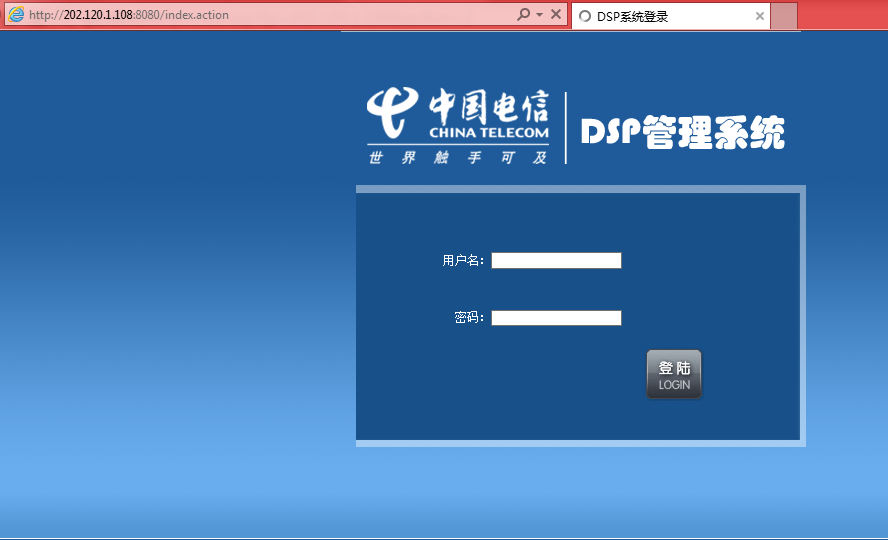 http://202.120.1.108:8080/index.action
DSP系统登录
中国电信
CHINA TELECOM
世界触手可及
DSP管理系统
用户名：
密码：
登陆
LOGIN